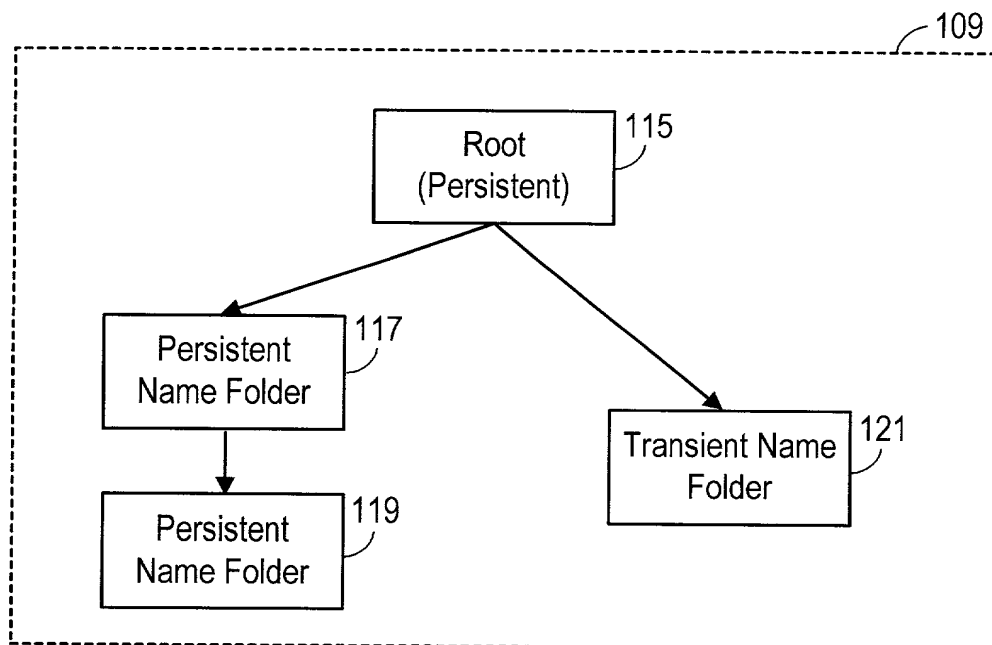 109
Root
(Persistent)
115
Persistent
Name Folder
117
Transient Name
Folder
121
Persistent
Name Folder
119